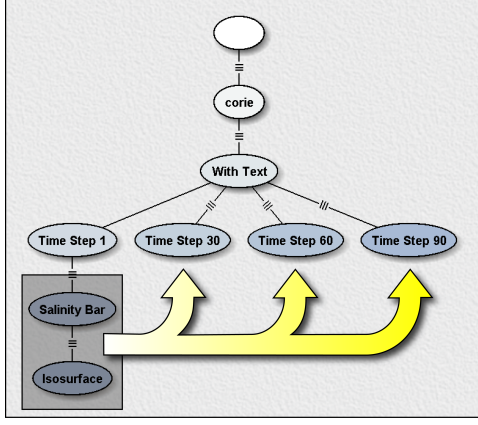 corie
With Text
Time Step 1
Time Step 30
Time Step 60
Time Step 90
Salinity Bar
Isosurface